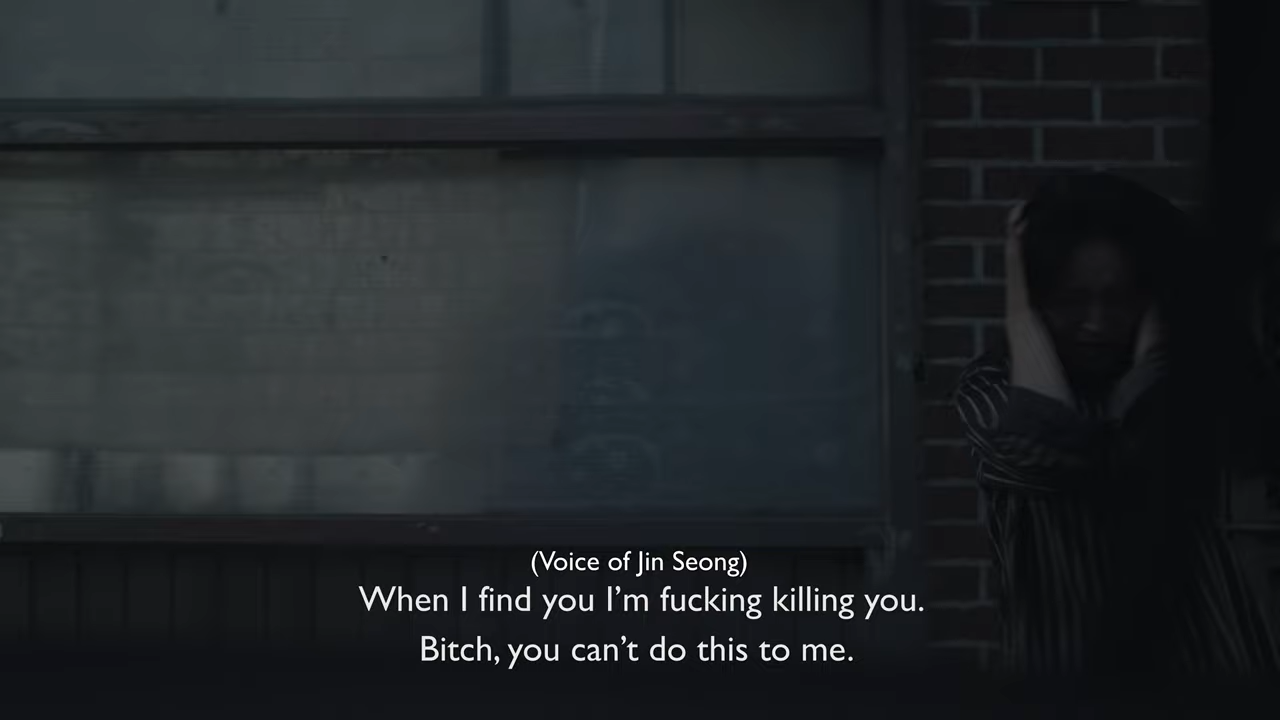 (Voice of Jin Seong)
When I find you I'm fucking killing you.
Bitch, you can't do this to me.